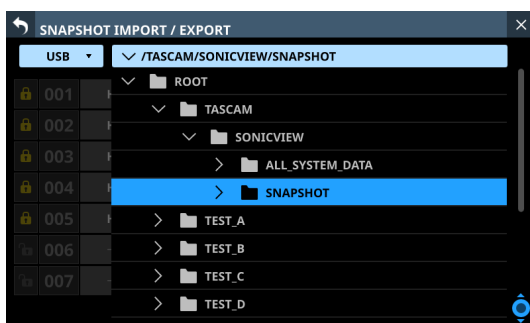 SNAPSHOT IMPORT / EXPORT
USB
/TASCAM/SONICVIEW/SNAPSHOT
ROOT
001
TASCAM
002
SONICVIEW
003
ALL_SYSTEM_DATA
004
SNAPSHOT
005
TEST_A
006
TEST_B
007
TEST_C
TEST_D